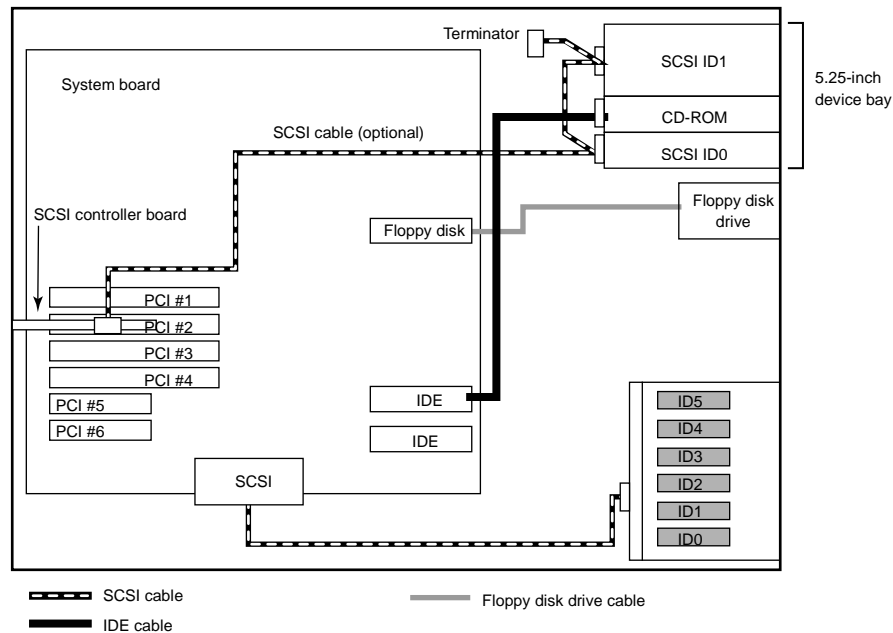 Terminator
SCSI ID1
5.25-inch
device bay
System board
CD-ROM
SCSI cable (optional)
SCSI ID0
SCSI controller board
Floppy disk
Floppy disk
drive
PCI #1
PCI #2
PCI #3
PCI #4
PCI #5
PCI #6
IDE
IDE
SCSI
ID5
ID4
ID3
ID2
ID1
ID0
SCSI cable
Floppy disk drive cable
IDE cable